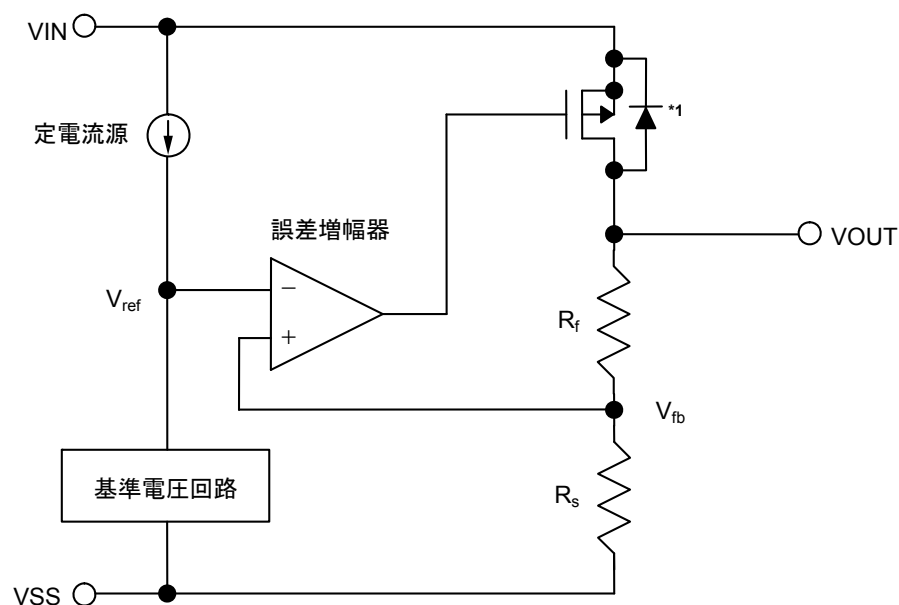 VIN
*1
定電流源
誤差増幅器
VOUT
Vref
−
+
Rf
Vfb
基準電圧回路
Rs
VSS